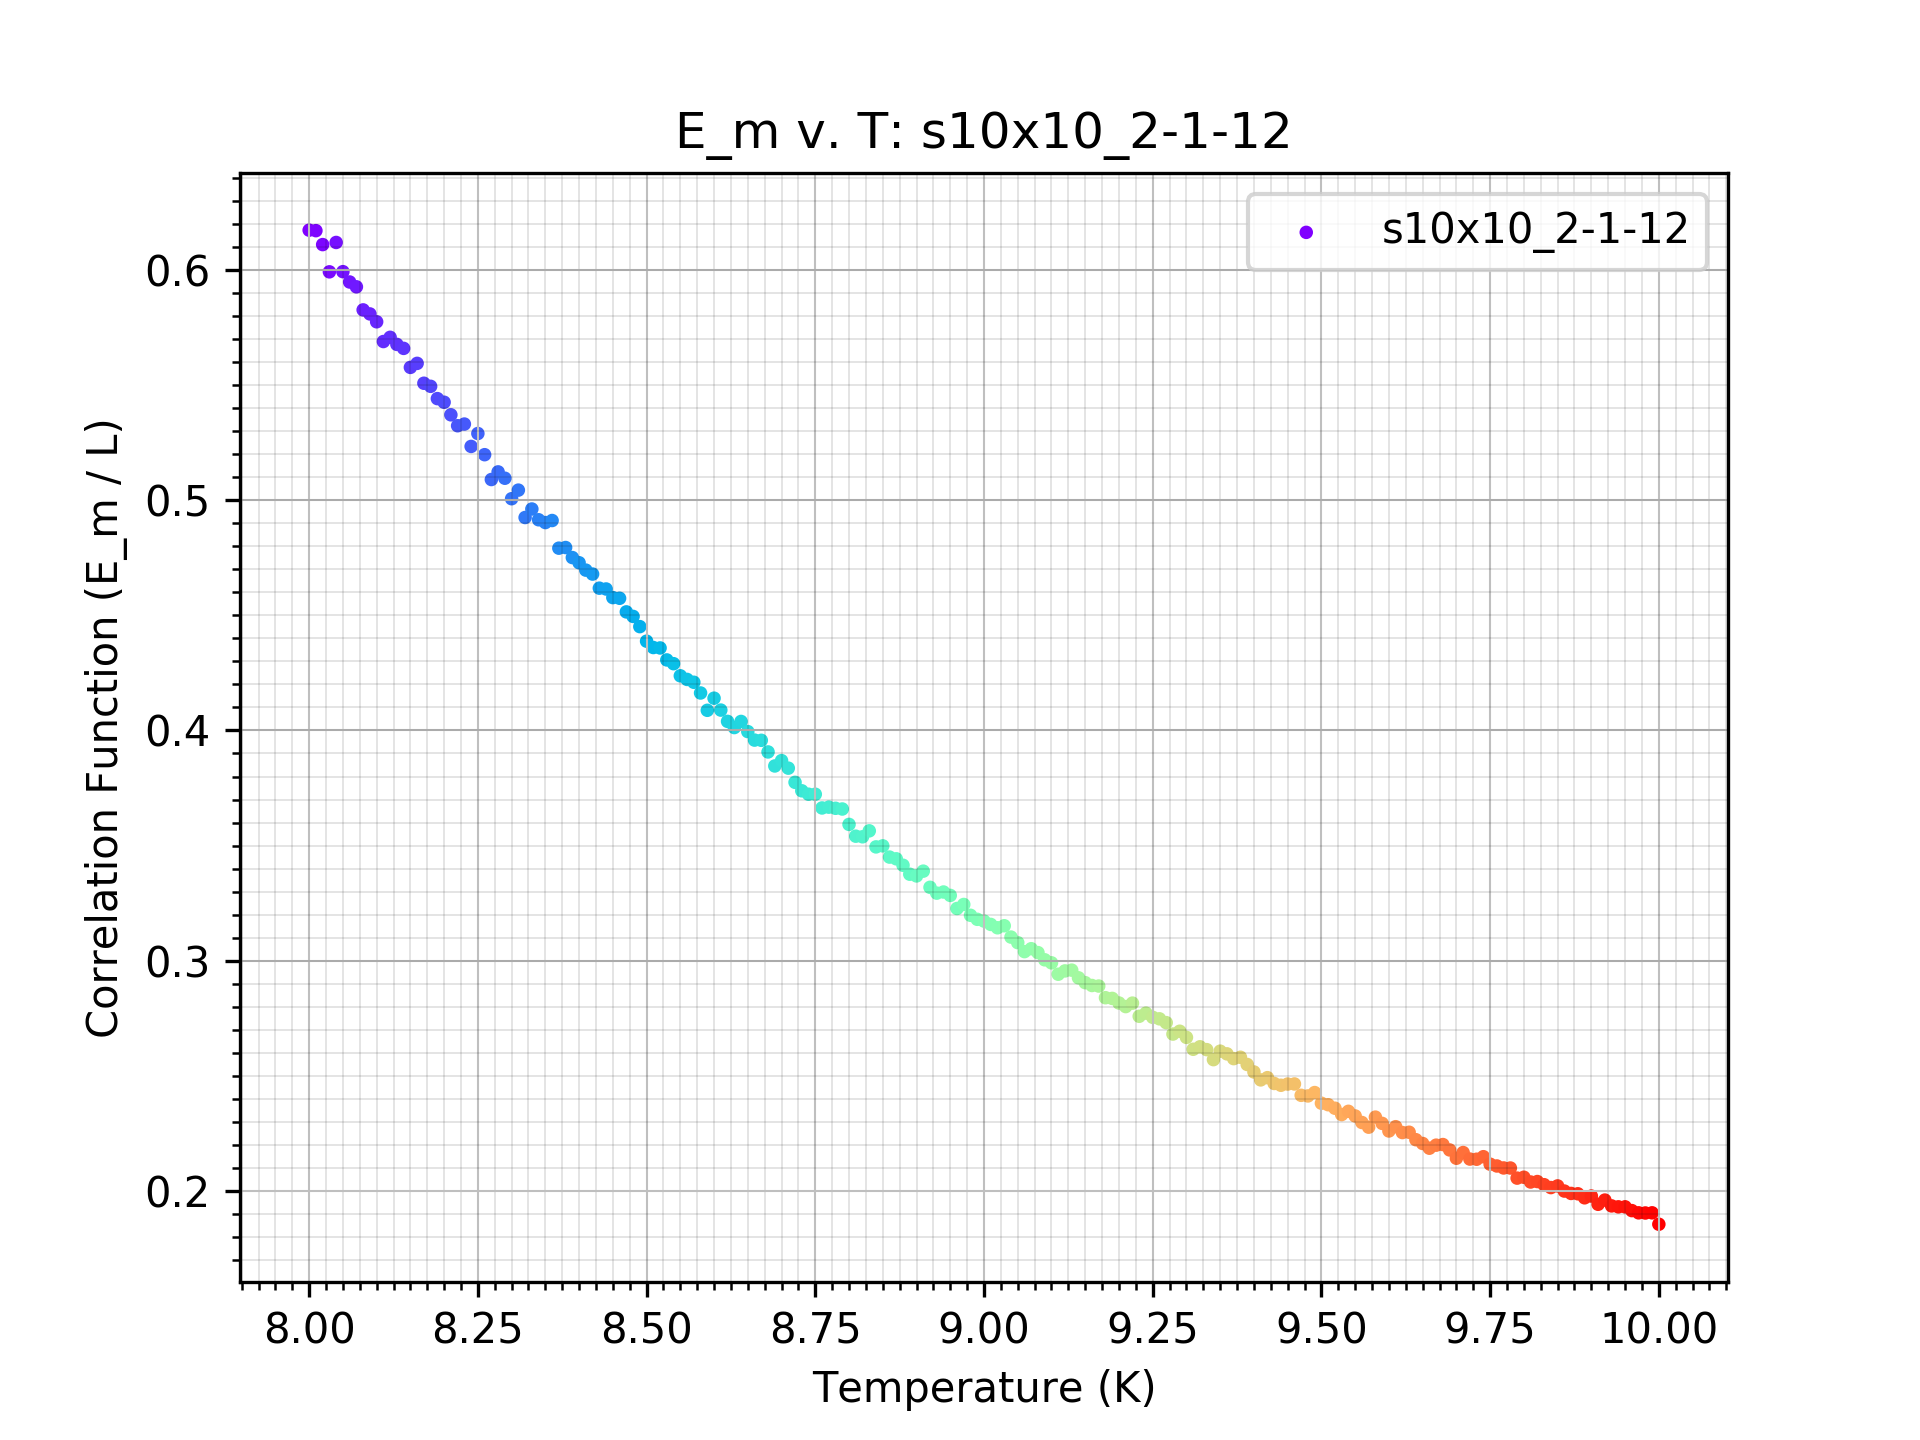 E_m v. T: s10x10_2-1-12
s10x10_2-1-12
Correlation Function (E_m / L)
0.6
0.5
0.4
0.3
0.2
8.00 8.25 8.50 8.75 9.00 9.25 9.50 9.75 10.00
Temperature (K)